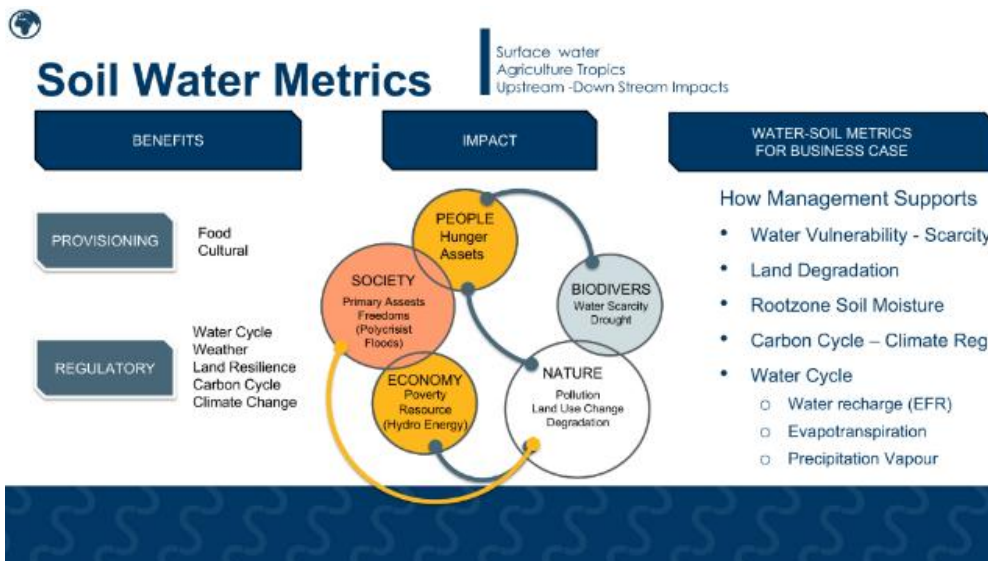 Soil Water Metrics
Surface water
Agriculture Tropics
Upstream -Down Stream Impacts
BENEFITS
PROVISIONING
Food
Cultural
REGULATORY
Water Cycle
Weather
Land Resilience
Carbon Cycle
Climate Change
IMPACT
PEOPLE
Hunger
Assets
SOCIETY
Primary Assests
Freedoms
(Polycrisist
Floods)
BIODIVERS
Water Scarcity
Drought
ECONOMY
Poverty
Resource
(Hydro Energy)
NATURE
Pollution
Land Use Change
Degradation
WATER-SOIL METRICS
FOR BUSINESS CASE
How Management Supports
• Water Vulnerability - Scarcity
• Land Degradation
• Rootzone Soil Moisture
• Carbon Cycle – Climate Reg
• Water Cycle
o Water recharge (EFR)
o Evapotranspiration
o Precipitation Vapour